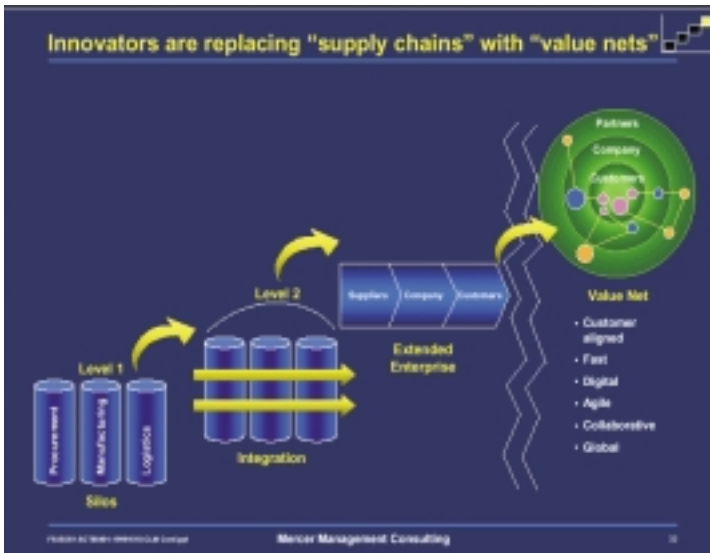 Innovators are replacing "supply chains" with "value nets"
Partners
Company
Customers
Level 2
Suppliers
Company
Customers
Value Net
• Customer
aligned
• Fast
• Digital
• Agile
• Collaborative
• Global
Extended
Enterprise
Level 1
Procurement
Manufacturing
Logistics
Integration
Silos
Mercer Management Consulting